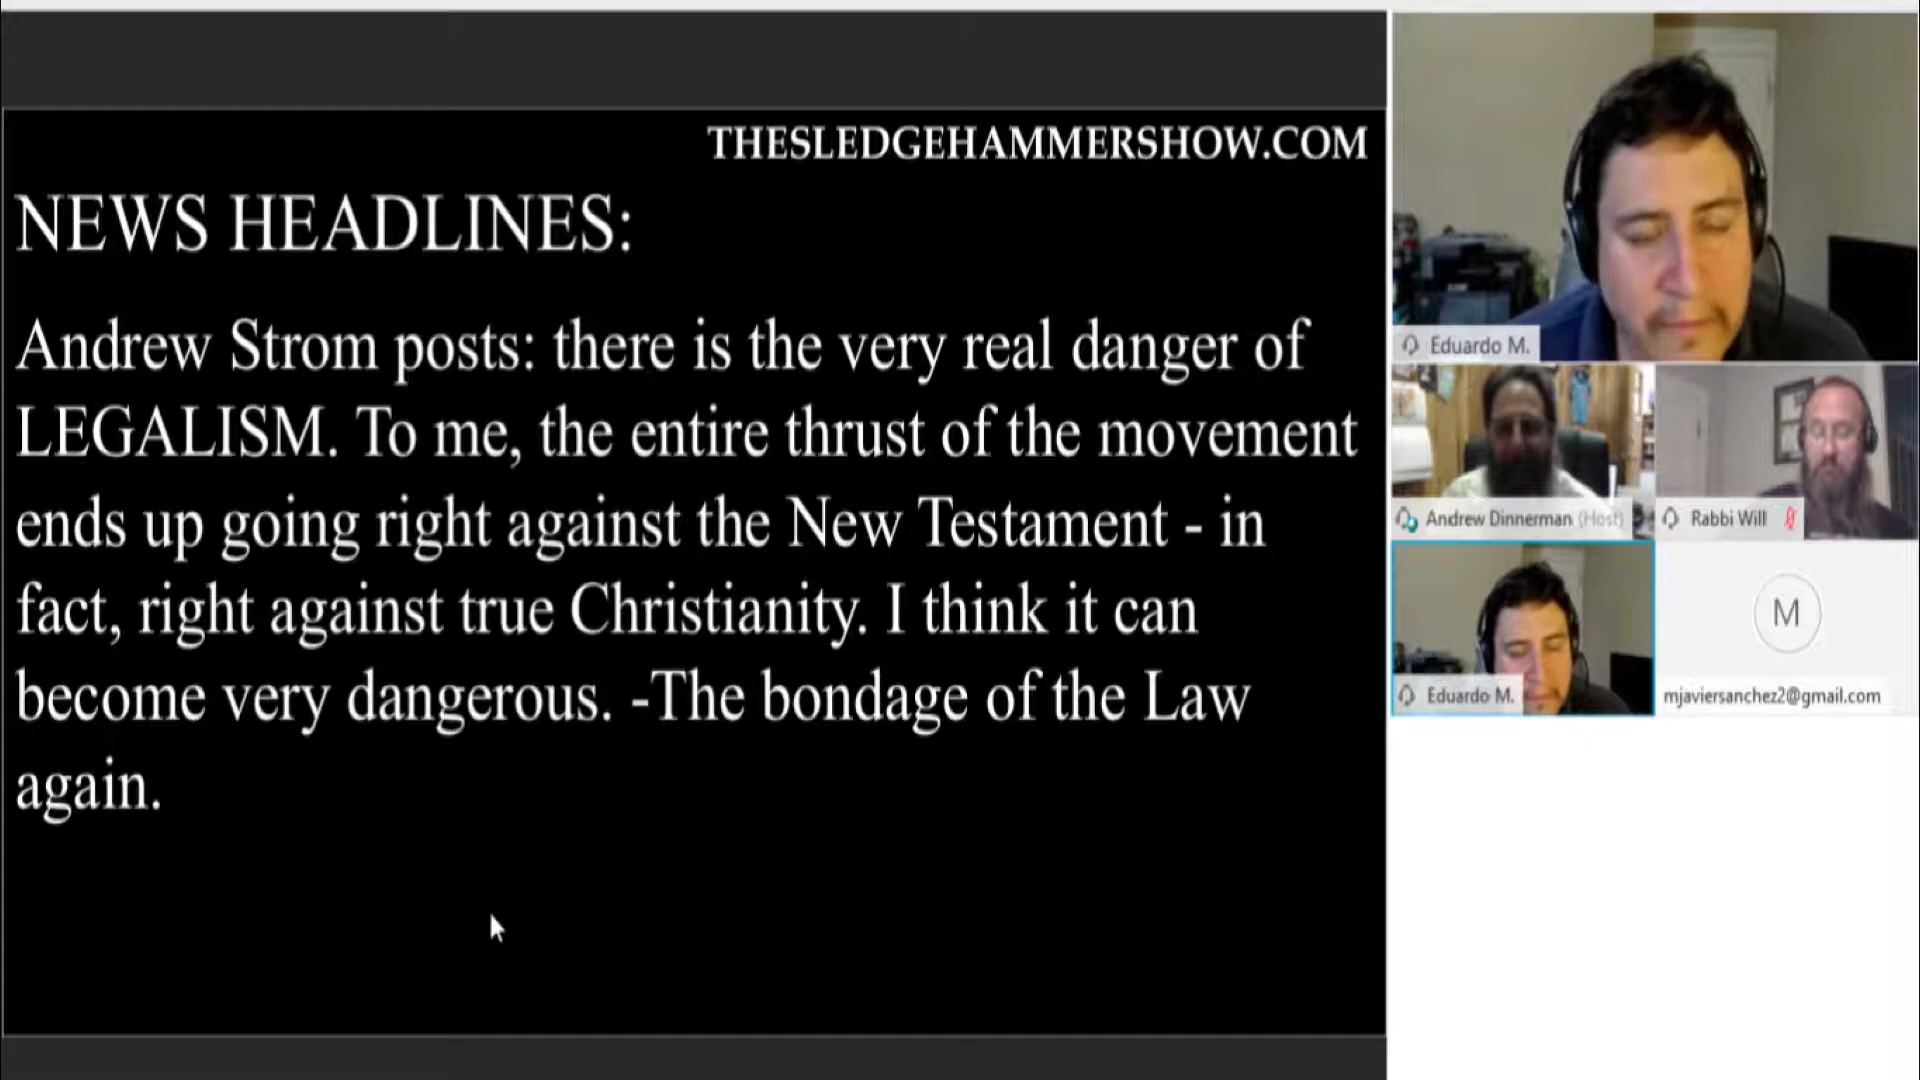 THESLEDGEHAMMERSHOW.COM
NEWS HEADLINES:
Andrew Strom posts: there is the very real danger of
LEGALISM. To me, the entire thrust of the movement
ends up going right against the New Testament - in
fact, right against true Christianity. I think it can
become very dangerous. -The bondage of the Law
again.
Eduardo M.
Andrew Dinnerman (Host)
Rabbi Will
Eduardo M.
M
mjaviersanchez2@gmail.com